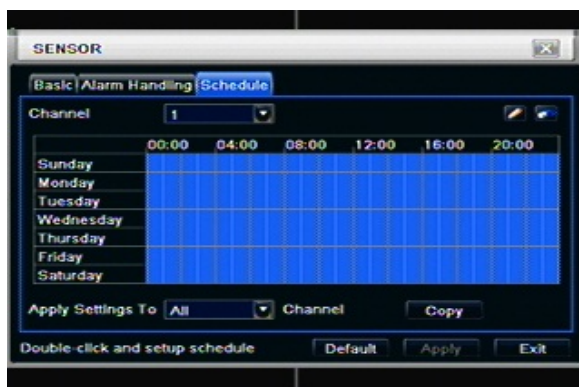 SENSOR
Basic Alarm Handling Schedule
Channel 1
00:00 04:00 08:00 12:00 16:00 20:00
Sunday
Monday
Tuesday
Wednesday
Thursday
Friday
Saturday
Apply Settings To All Channel Copy
Double-click and setup schedule Default Apply Exit